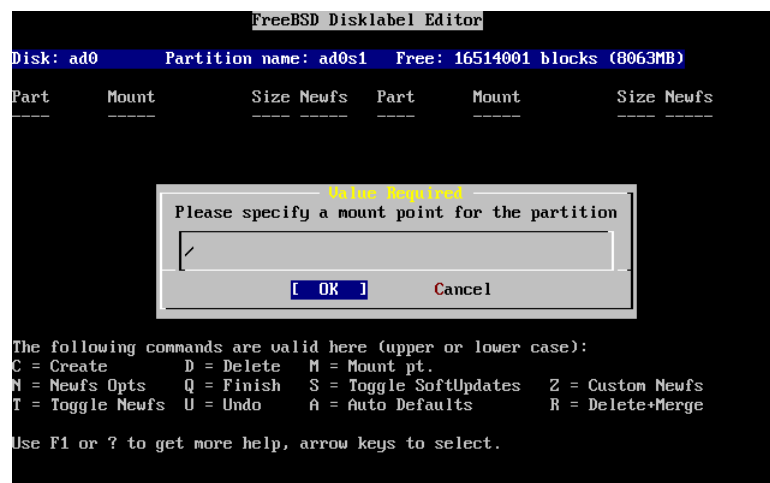 FreeBSD Disklabel Editor
Disk: ad0 Partition name: ad0s1 Free: 16514001 blocks (8063MB)
Part Mount Size Newfs Part Mount Size Newfs
---- ----- ---- ----- ---- ----- ---- -----
Value Required
Please specify a mount point for the partition
/
[ OK ] Cancel
The following commands are valid here (upper or lower case):
C = Create D = Delete M = Mount pt.
N = Newfs Opts Q = Finish S = Toggle SoftUpdates Z = Custom Newfs
T = Toggle Newfs U = Undo A = Auto Defaults R = Delete+Merge
Use F1 or ? to get more help, arrow keys to select.